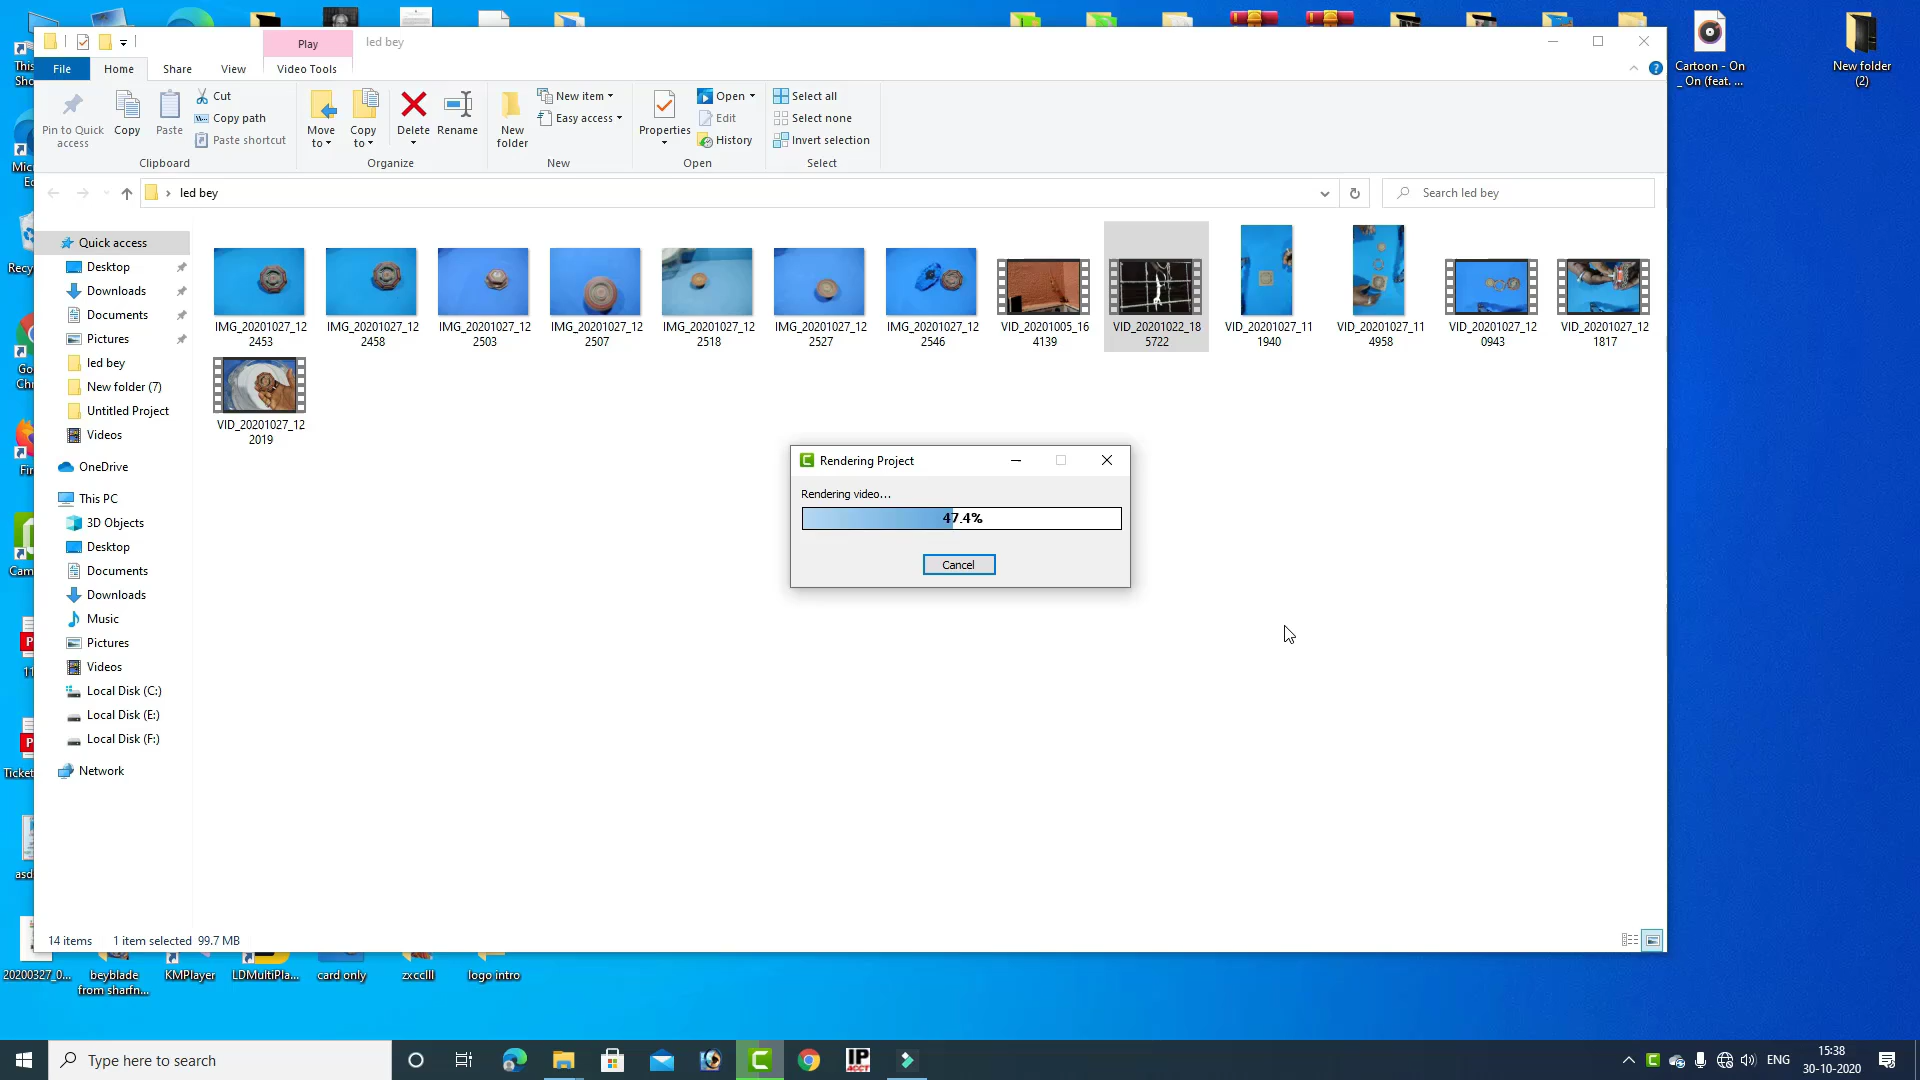 Play
led bey
File
Home
Share
View
Video Tools
Pin to Quick
access
Copy
Paste
Cut
Copy path
Paste shortcut
Clipboard
Move
to
Copy
to
Delete
Rename
Organize
New
folder
New item
Easy access
New
Properties
Open
Edit
History
Open
Select all
Select none
Invert selection
Select
led bey
Search led bey
Quick access
Desktop
Downloads
Documents
Pictures
led bey
New folder (7)
Untitled Project
Videos
OneDrive
This PC
3D Objects
Desktop
Documents
Downloads
Music
Pictures
Videos
Local Disk (C:)
Local Disk (E:)
Local Disk (F:)
Network
IMG_20201027_12
2453
IMG_20201027_12
2458
IMG_20201027_12
2503
IMG_20201027_12
2507
IMG_20201027_12
2518
IMG_20201027_12
2527
IMG_20201027_12
2546
VID_20201005_16
4139
VID_20201022_18
5722
VID_20201027_11
1940
VID_20201027_11
4958
VID_20201027_12
0943
VID_20201027_12
1817
VID_20201027_12
2019
Rendering Project
Rendering video...
47.4%
Cancel
14 items
1 item selected
99.7 MB
Cartoon - On
_ On (feat. ...
New folder
(2)
20200327_0...
beyblade
from sharfn...
KMPlayer
LDMultiPla...
card only
zxcclll
logo intro
Type here to search
IP
ACCT
ENG
15:38
30-10-2020